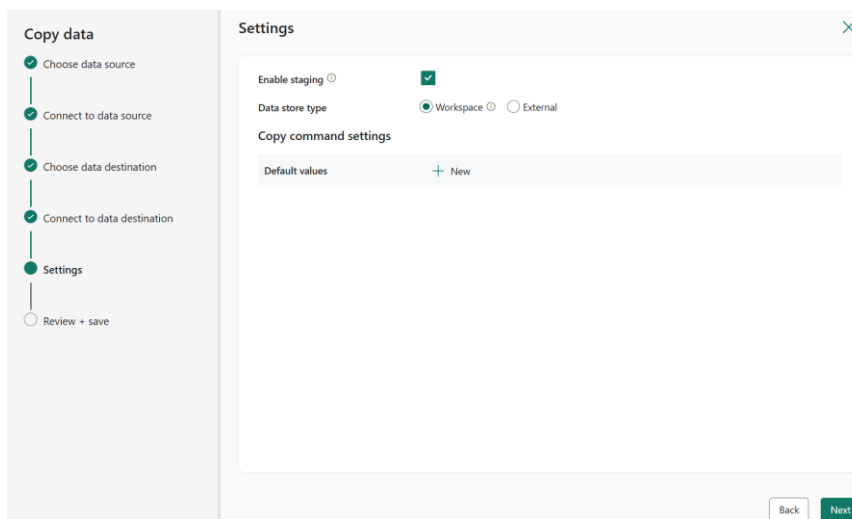 Copy data
Choose data source
Connect to data source
Choose data destination
Connect to data destination
Settings
Review + save
Settings
Enable staging
Data store type Workspace External
Copy command settings
Default values + New
Back Next